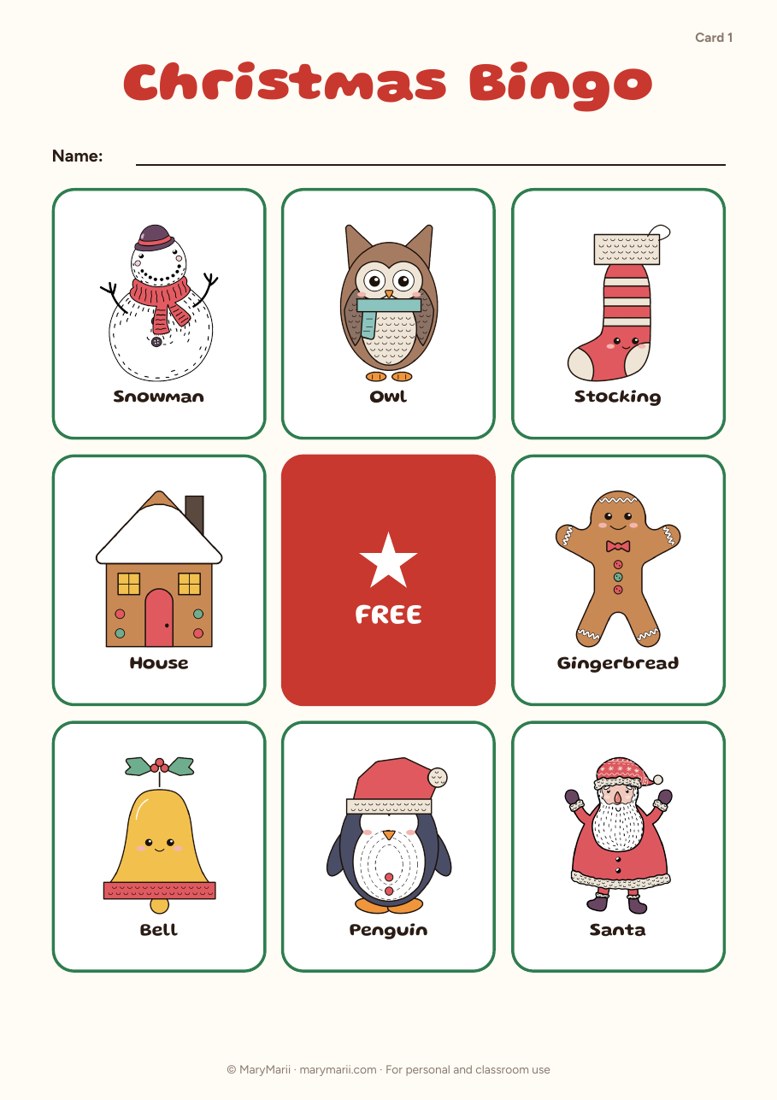 Card 1
Christmas Bingo
Name:
Snowman
Owl
Stocking
House
FREE
Gingerbread
Bell
Penguin
Santa
© MaryMarii · marymarii.com · For personal and classroom use